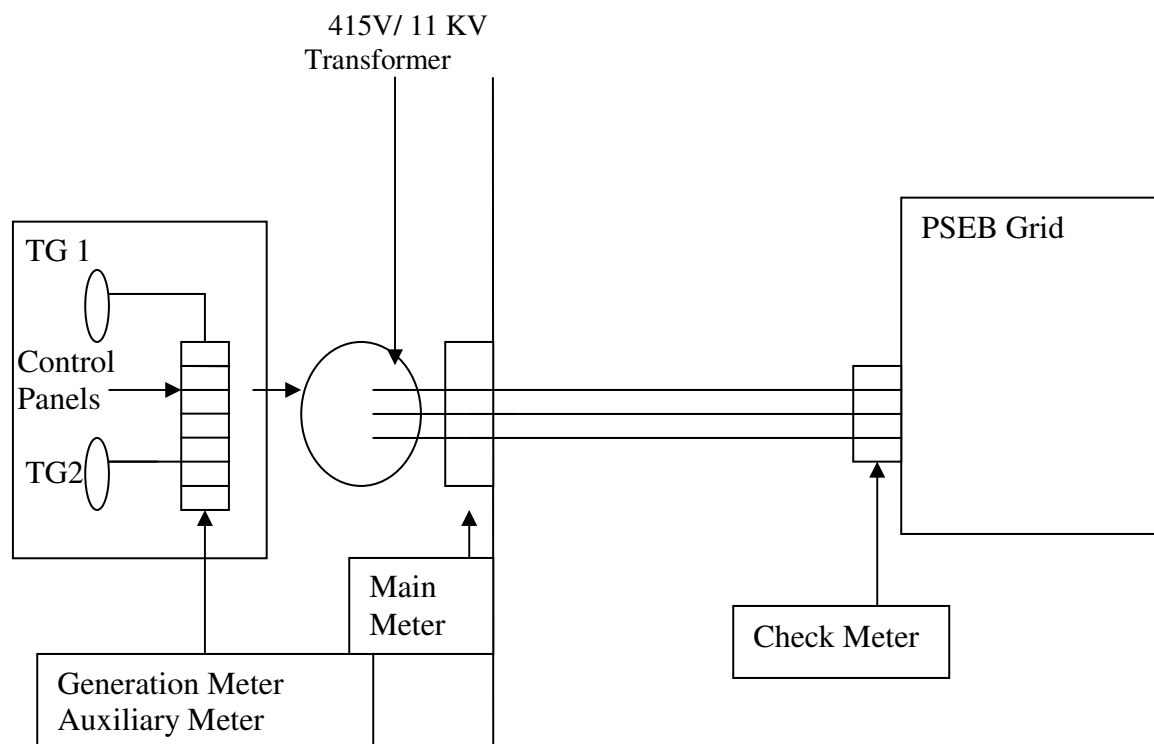 415V/ 11 KV
Transformer
PSEB Grid
TG 1
Control
Panels
TG2
Main
Meter
Check Meter
Generation Meter
Auxiliary Meter